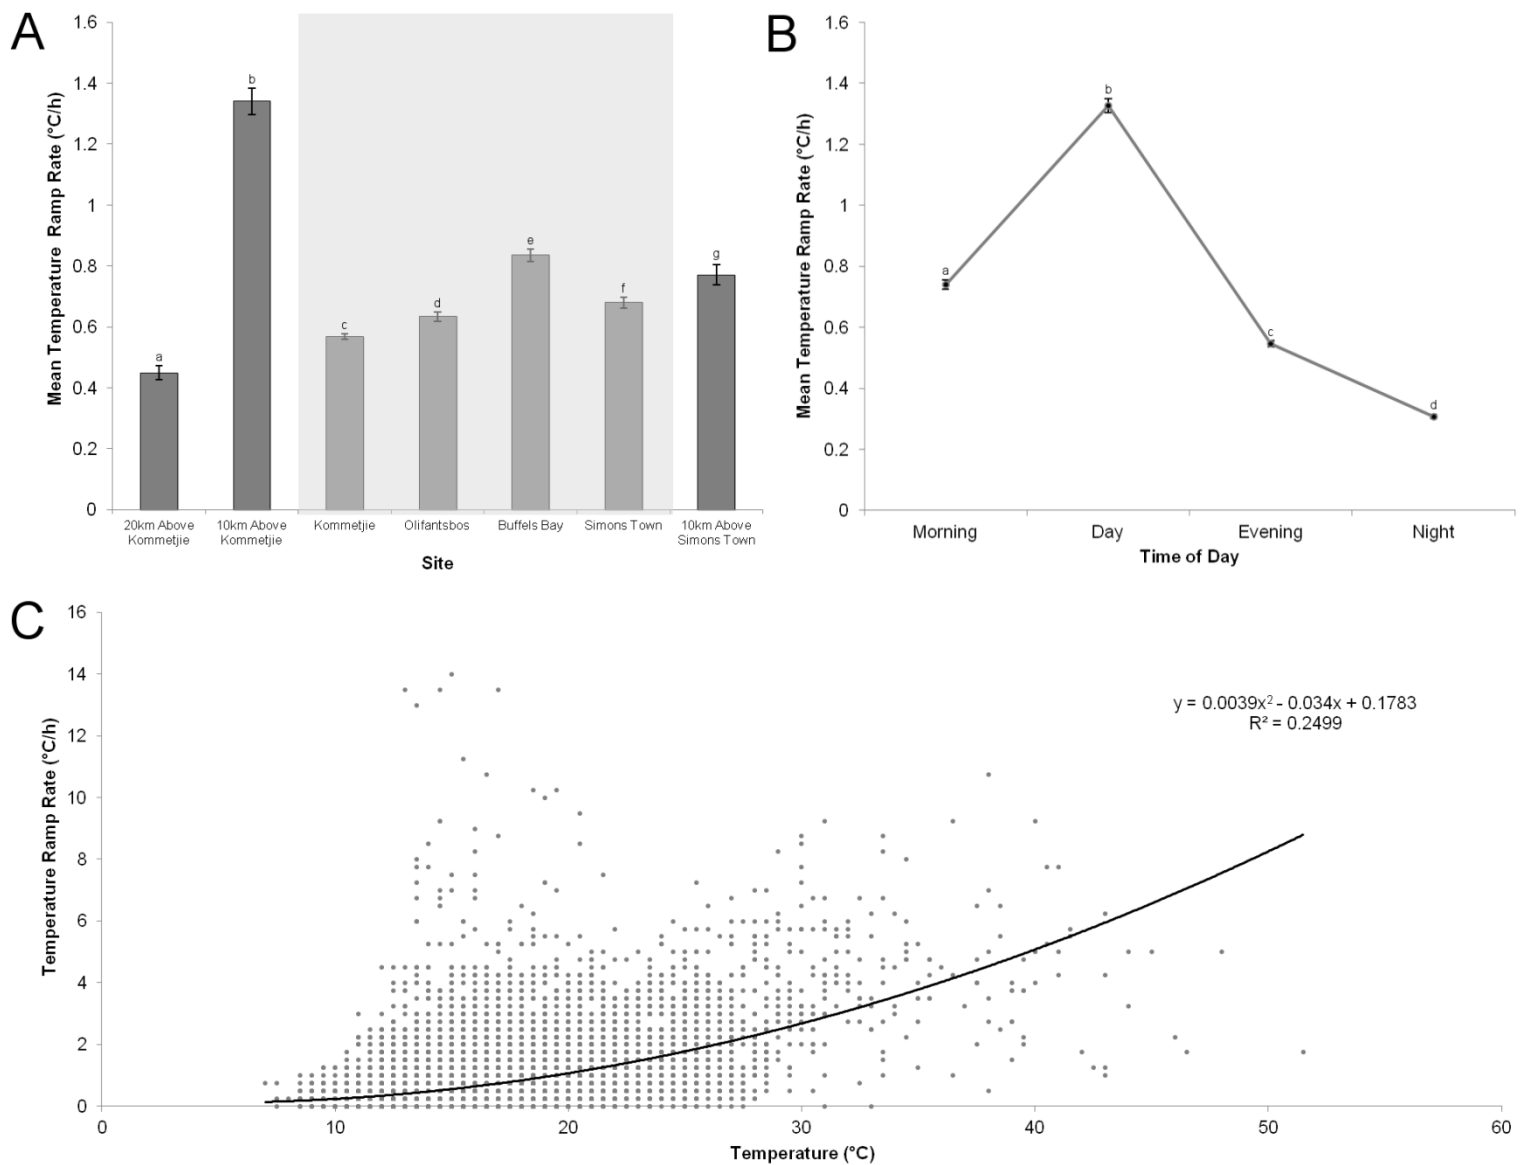 A
Mean Temperature Ramp Rate (°C/h)
1.6
1.4
1.2
1
0.8
0.6
0.4
0.2
0
a
b
c
d
e
f
g
20km Above
Kommetjie
10km Above
Kommetjie
Kommetjie
Olifantsbos
Buffels Bay
Simons Town
10km Above
Simons Town
Site
B
Mean Temperature Ramp Rate (°C/h)
1.6
1.4
1.2
1
0.8
0.6
0.4
0.2
0
a
b
c
d
Morning
Day
Evening
Night
Time of Day
C
Temperature Ramp Rate (°C/h)
16
14
12
10
8
6
4
2
0
y = 0.0039x² - 0.034x + 0.1783
R² = 0.2499
0
10
20
30
40
50
60
Temperature (°C)